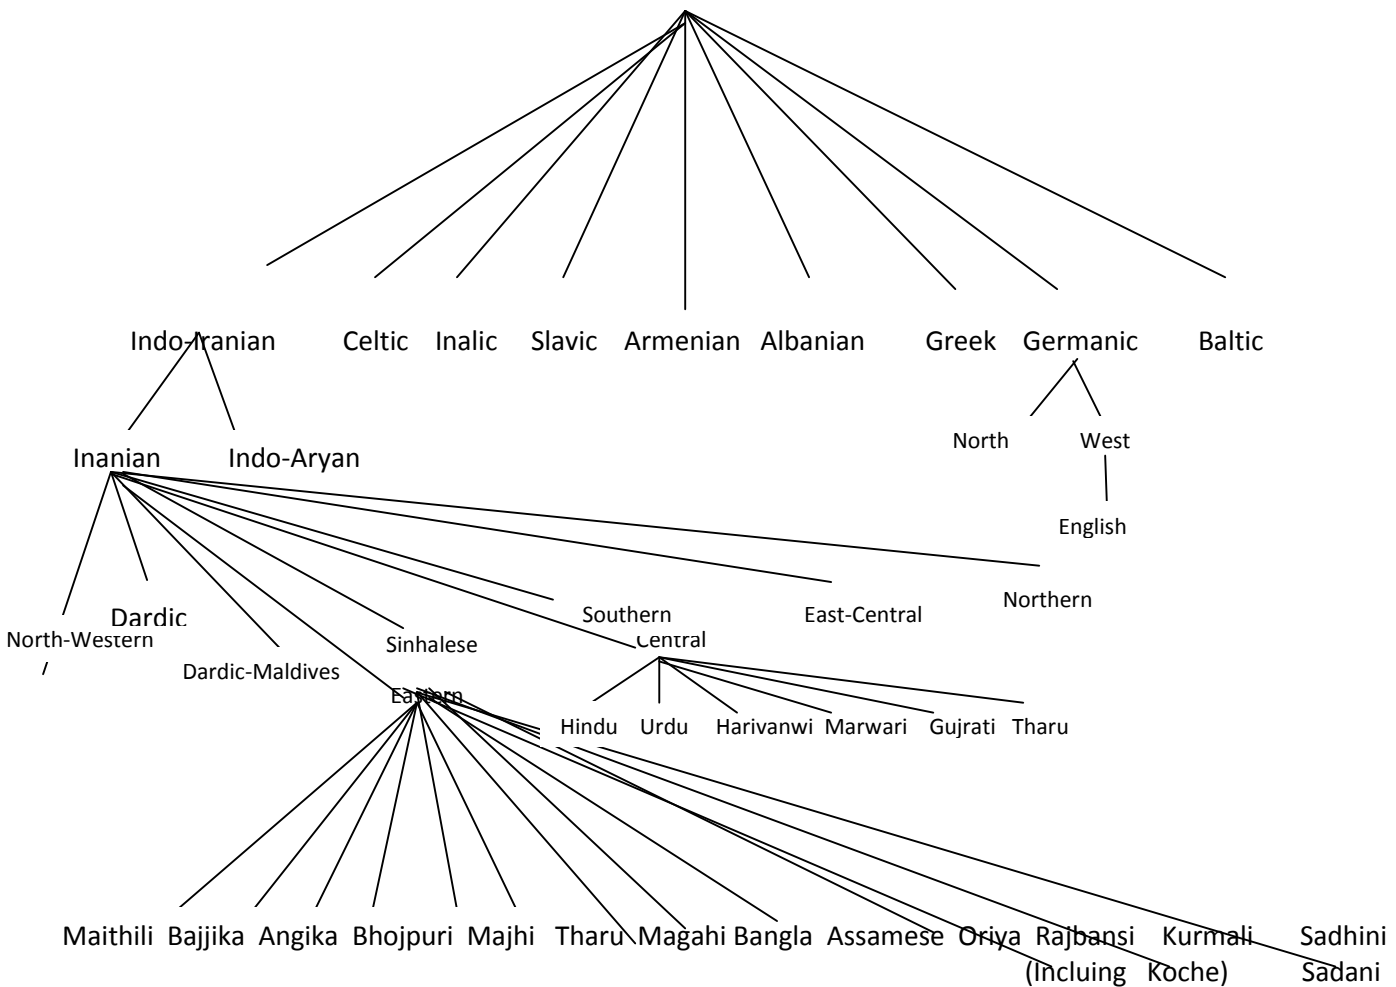 Indo-Iranian Celtic Inalic Slavic Armenian Albanian Greek Germanic Baltic
North West
Inanian Indo-Aryan
English
Northern
Dardic Southern East-Central
North-Western Sinhalese Central
Dardic-Maldives
Eastern
Hindu Urdu Harivanwi Marwari Gujrati Tharu
Maithili Bajjika Angika Bhojpuri Majhi Tharu Magahi Bangla Assamese Oriya Rajbansi Kurmali Sadhini
(Incluing Koche) Sadani